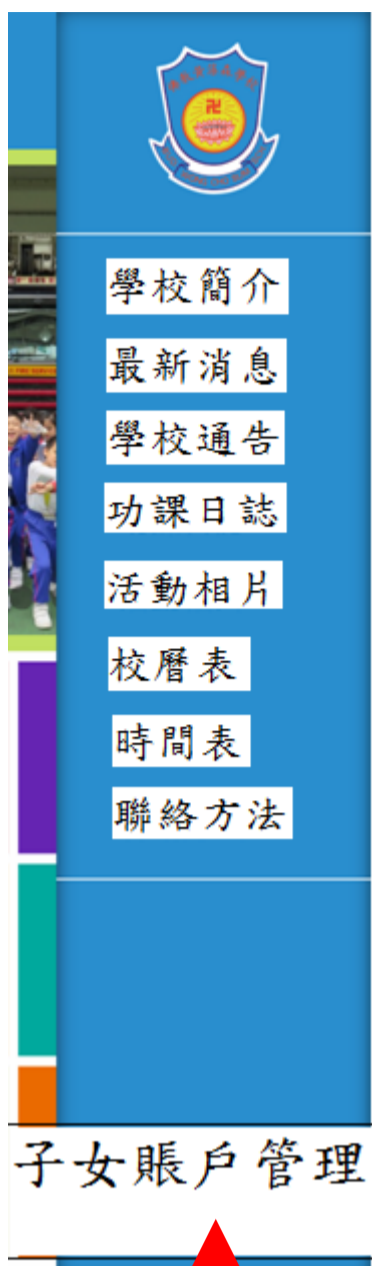 學校簡介
最新消息
學校通告
功課日誌
活動相片
校曆表
時間表
聯絡方法
子女賬戶管理